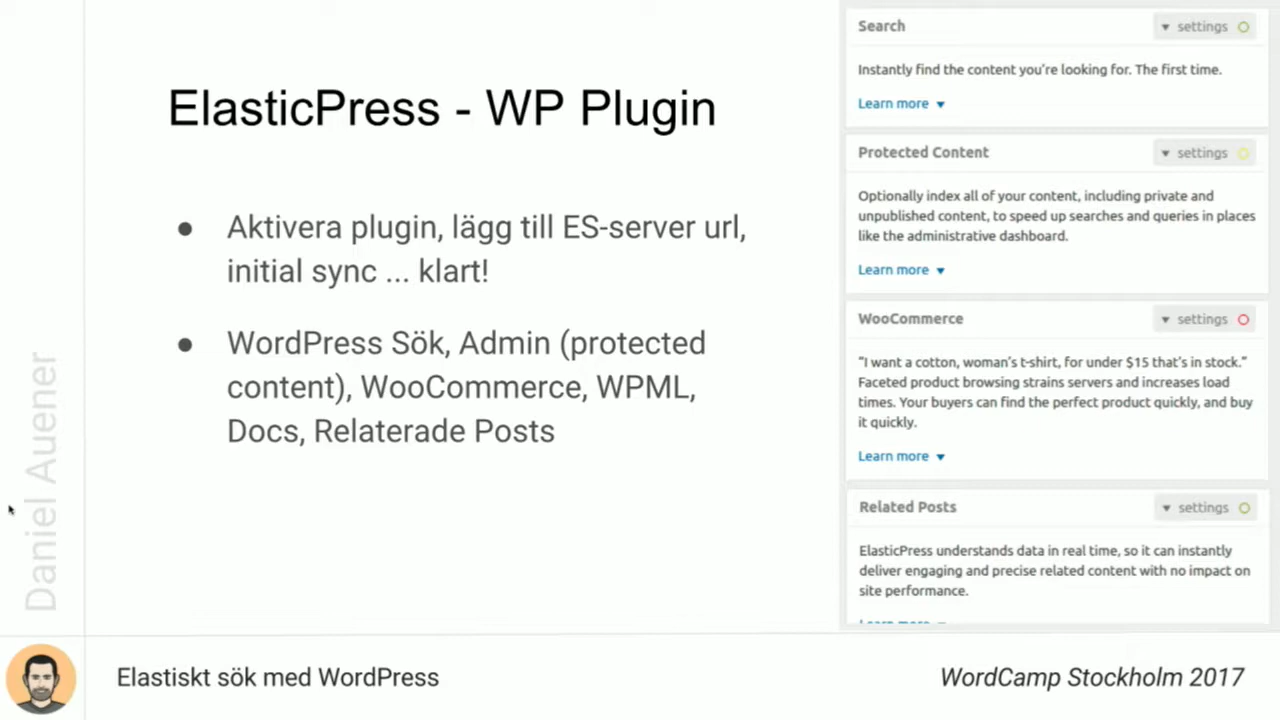 ElasticPress - WP Plugin
● Aktivera plugin, lägg till ES-server url,
initial sync ... klart!
● WordPress Sök, Admin (protected
content), WooCommerce, WPML,
Docs, Relaterade Posts
Search
settings
Instantly find the content you're looking for. The first time.
Learn more
Protected Content
settings
Optionally index all of your content, including private and
unpublished content, to speed up searches and queries in places
like the administrative dashboard.
Learn more
WooCommerce
settings
“I want a cotton, woman's t-shirt, for under $15 that's in stock.”
Faceted product browsing strains servers and increases load
times. Your buyers can find the perfect product quickly, and buy
it quickly.
Learn more
Related Posts
settings
ElasticPress understands data in real time, so it can instantly
deliver engaging and precise related content with no impact on
site performance.
Learn more
Daniel Auener
Elastiskt sök med WordPress
WordCamp Stockholm 2017